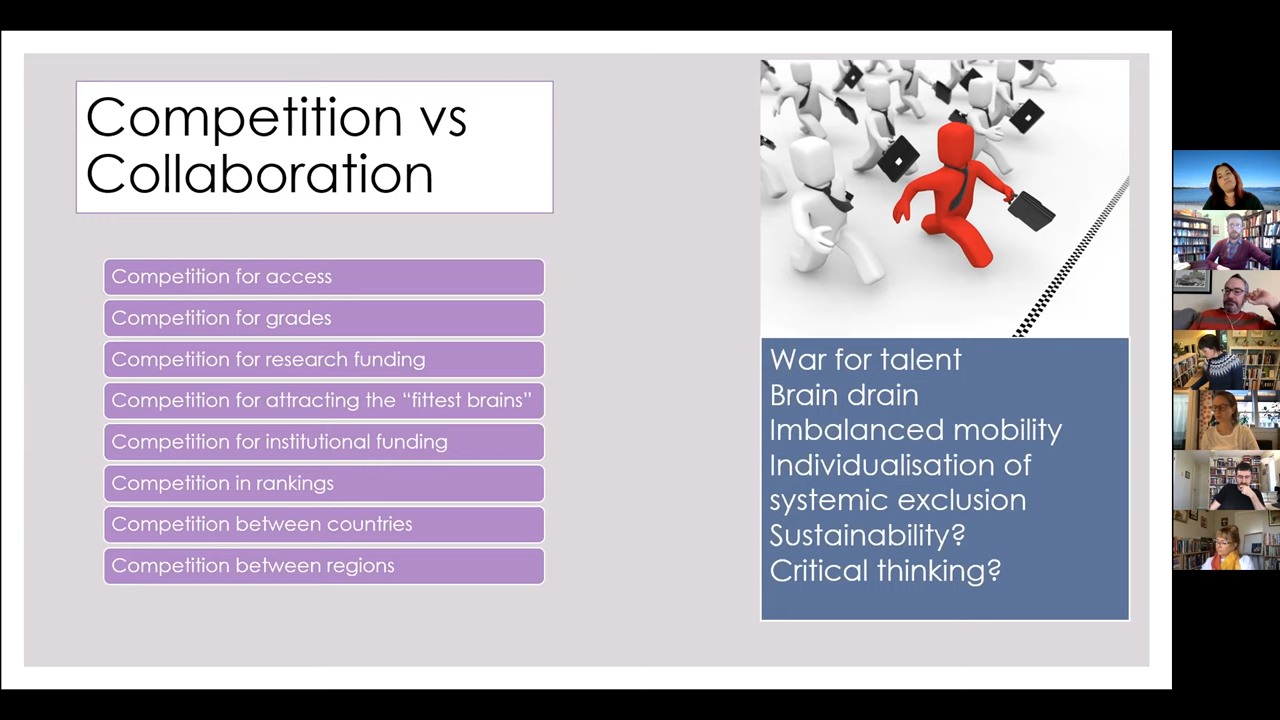 Competition vs
Collaboration
Competition for access
Competition for grades
Competition for research funding
Competition for attracting the “fittest brains”
Competition for institutional funding
Competition in rankings
Competition between countries
Competition between regions
War for talent
Brain drain
Imbalanced mobility
Individualisation of
systemic exclusion
Sustainability?
Critical thinking?